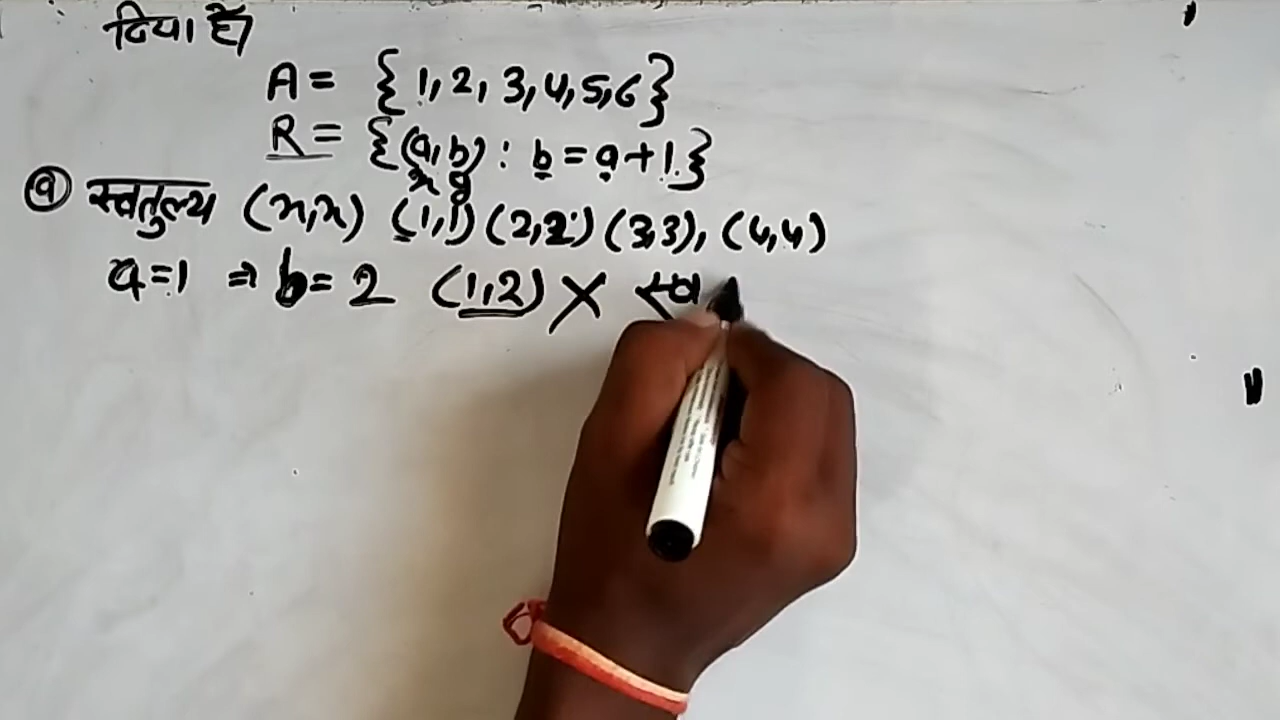 दिया है।
A = {1, 2, 3, 4, 5, 6}
R = {(a, b) : b = a + 1.}
x y
(a) स्वतुल्य (x, x) (1, 1) (2, 2) (3, 3), (4, 4)
a = 1 ⇒ b = 2 (1, 2) X स्व